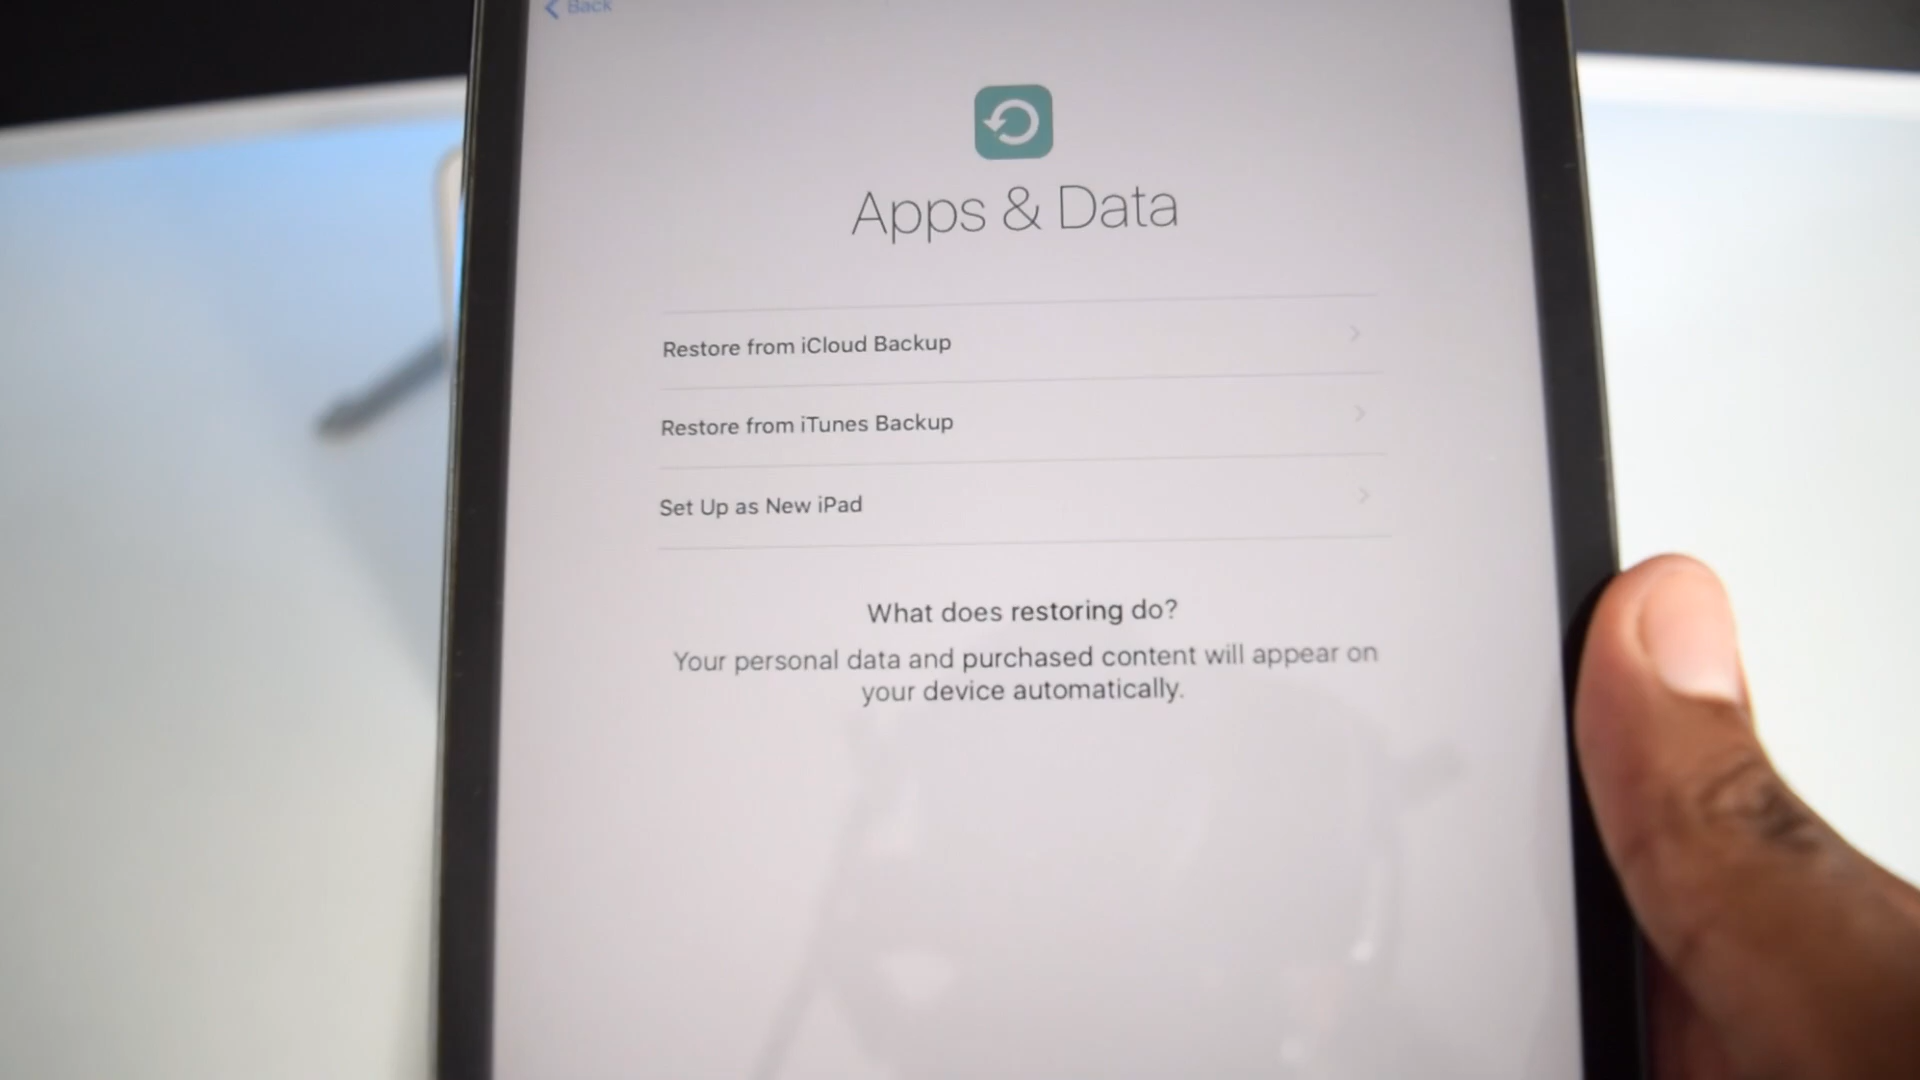 Back
Apps & Data
Restore from iCloud Backup
Restore from iTunes Backup
Set Up as New iPad
What does restoring do?
Your personal data and purchased content will appear on
your device automatically.